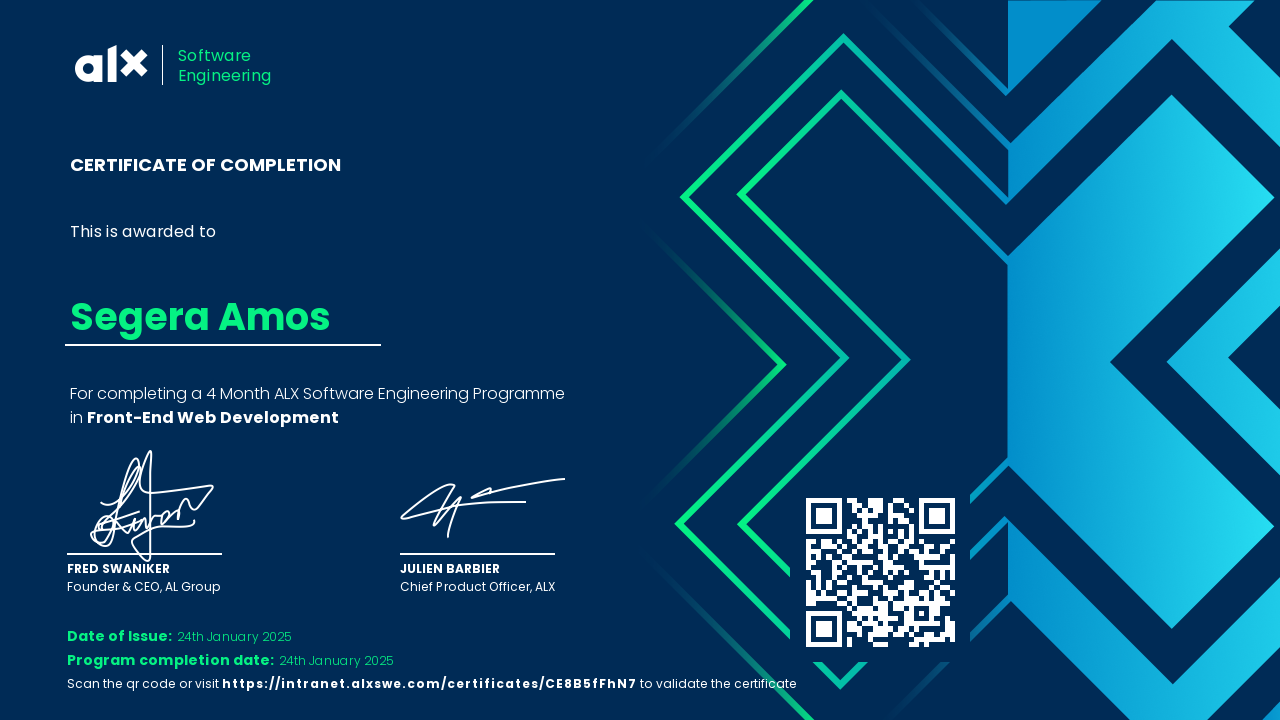 alx
Software
Engineering
CERTIFICATE OF COMPLETION
This is awarded to
Segera Amos
For completing a 4 Month ALX Software Engineering Programme
in Front-End Web Development
FRED SWANIKER
Founder & CEO, AL Group
JULIEN BARBIER
Chief Product Officer, ALX
Date of Issue: 24th January 2025
Program completion date: 24th January 2025
Scan the qr code or visit https://intranet.alxswe.com/certificates/CE8B5fFhN7 to validate the certificate